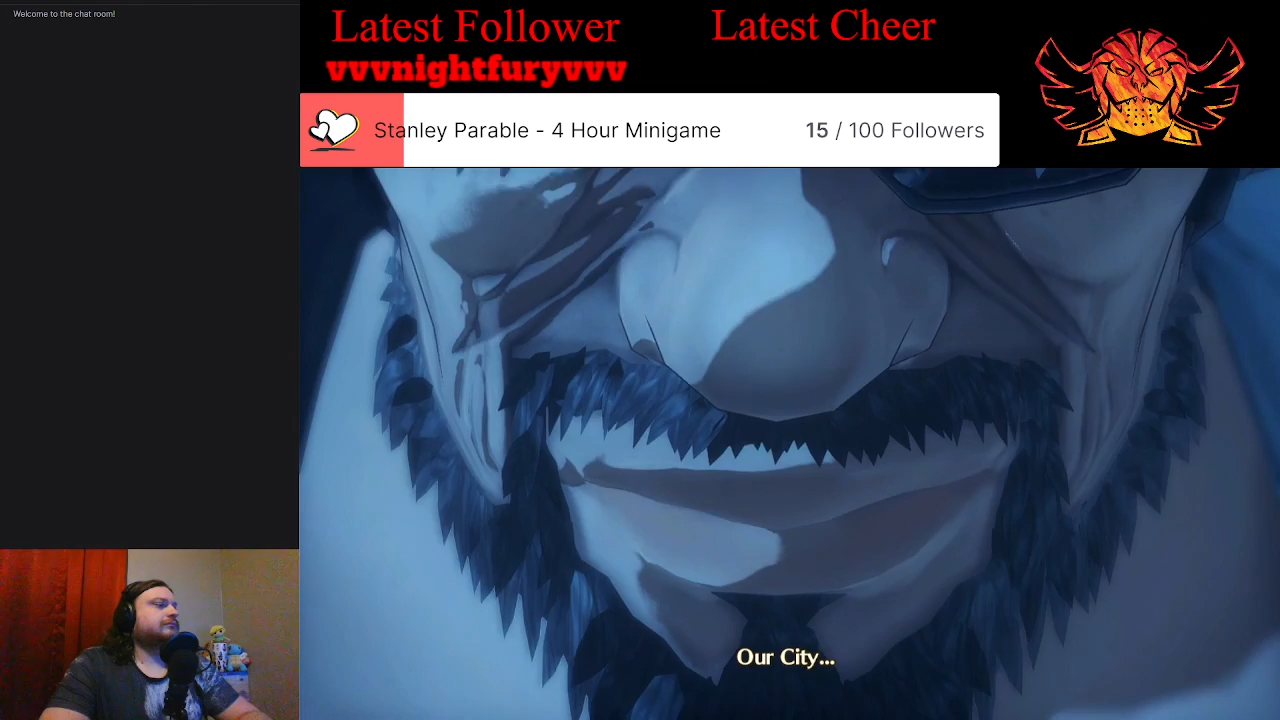 Welcome to the chat room!
Latest Follower
Latest Cheer
vvvnightfuryvvv
Stanley Parable - 4 Hour Minigame
15 / 100 Followers
Our City...